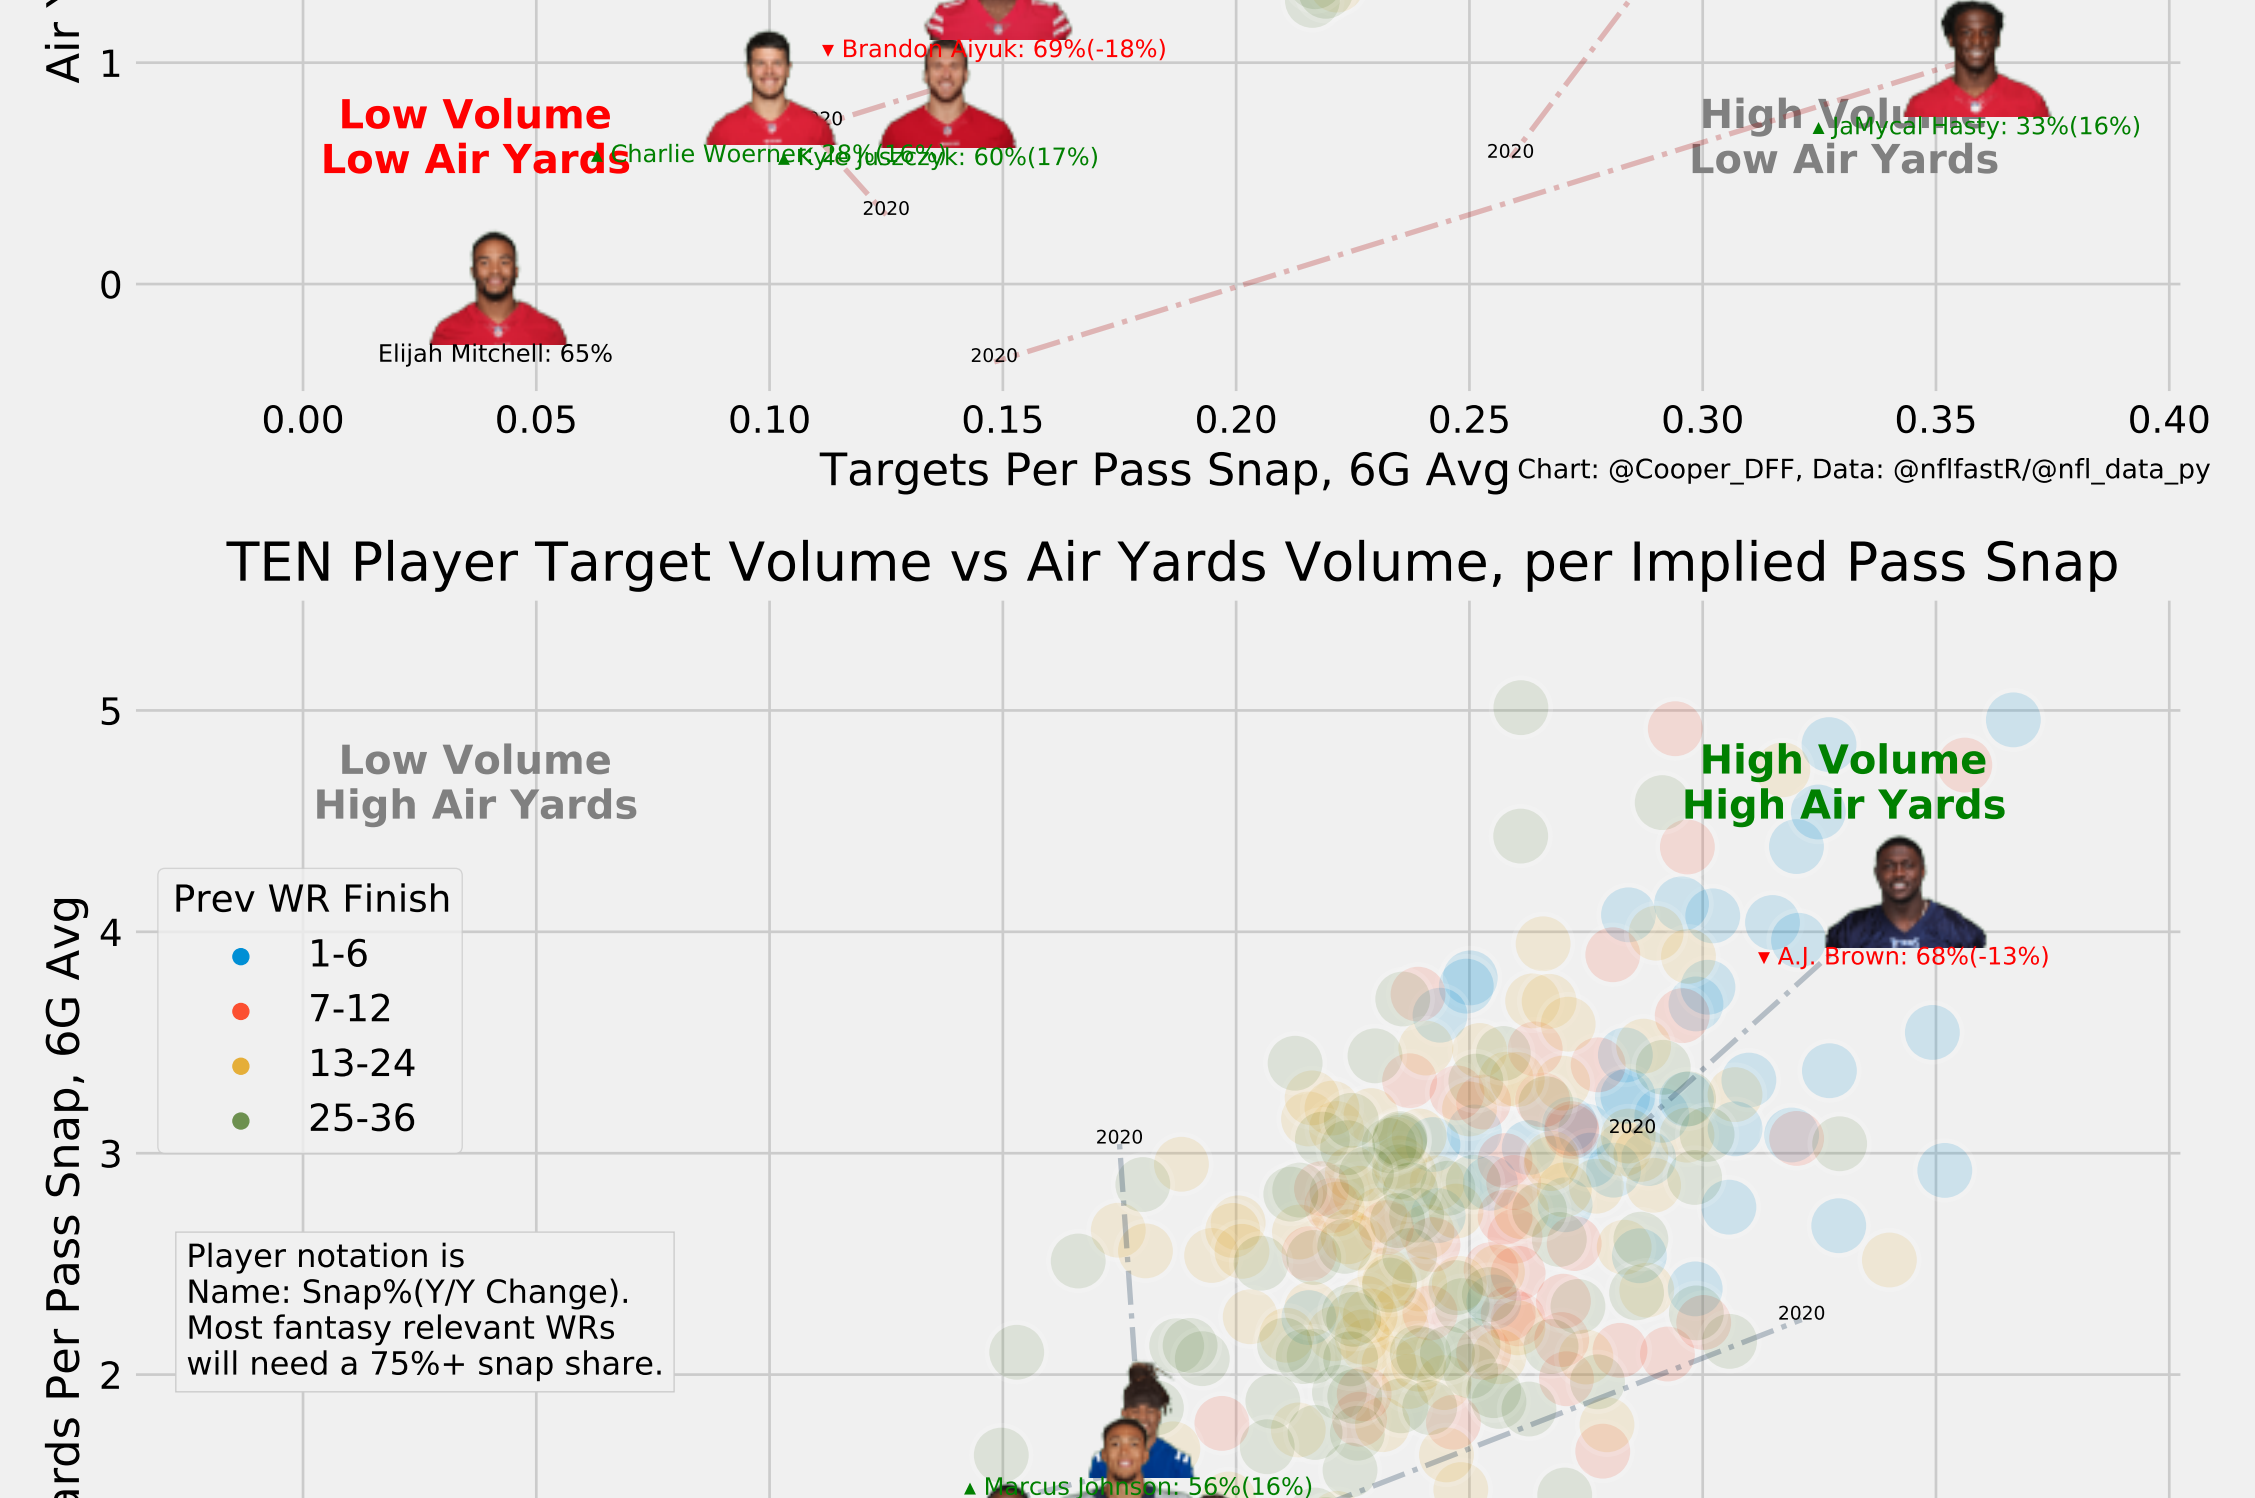 Air
1
▼ Brandon Aiyuk: 69%(-18%)
Low Volume
Low Air Yards
High Volume
Low Air Yards
20
▲ JaMycal Hasty: 33%(16%)
▲ Charlie Woerner: 28%(16%)
▲ Kyle Juszczyk: 60%(17%)
2020
2020
0
Elijah Mitchell: 65%
2020
0.00 0.05 0.10 0.15 0.20 0.25 0.30 0.35 0.40
Targets Per Pass Snap, 6G Avg
Chart: @Cooper_DFF, Data: @nflfastR/@nfl_data_py
TEN Player Target Volume vs Air Yards Volume, per Implied Pass Snap
5
Low Volume
High Air Yards
High Volume
High Air Yards
Prev WR Finish
1-6
7-12
13-24
25-36
4
▼ A.J. Brown: 68%(-13%)
2020
2020
3
Player notation is
Name: Snap%(Y/Y Change).
Most fantasy relevant WRs
will need a 75%+ snap share.
2020
2
▲ Marcus Johnson: 56%(16%)
ards Per Pass Snap, 6G Avg